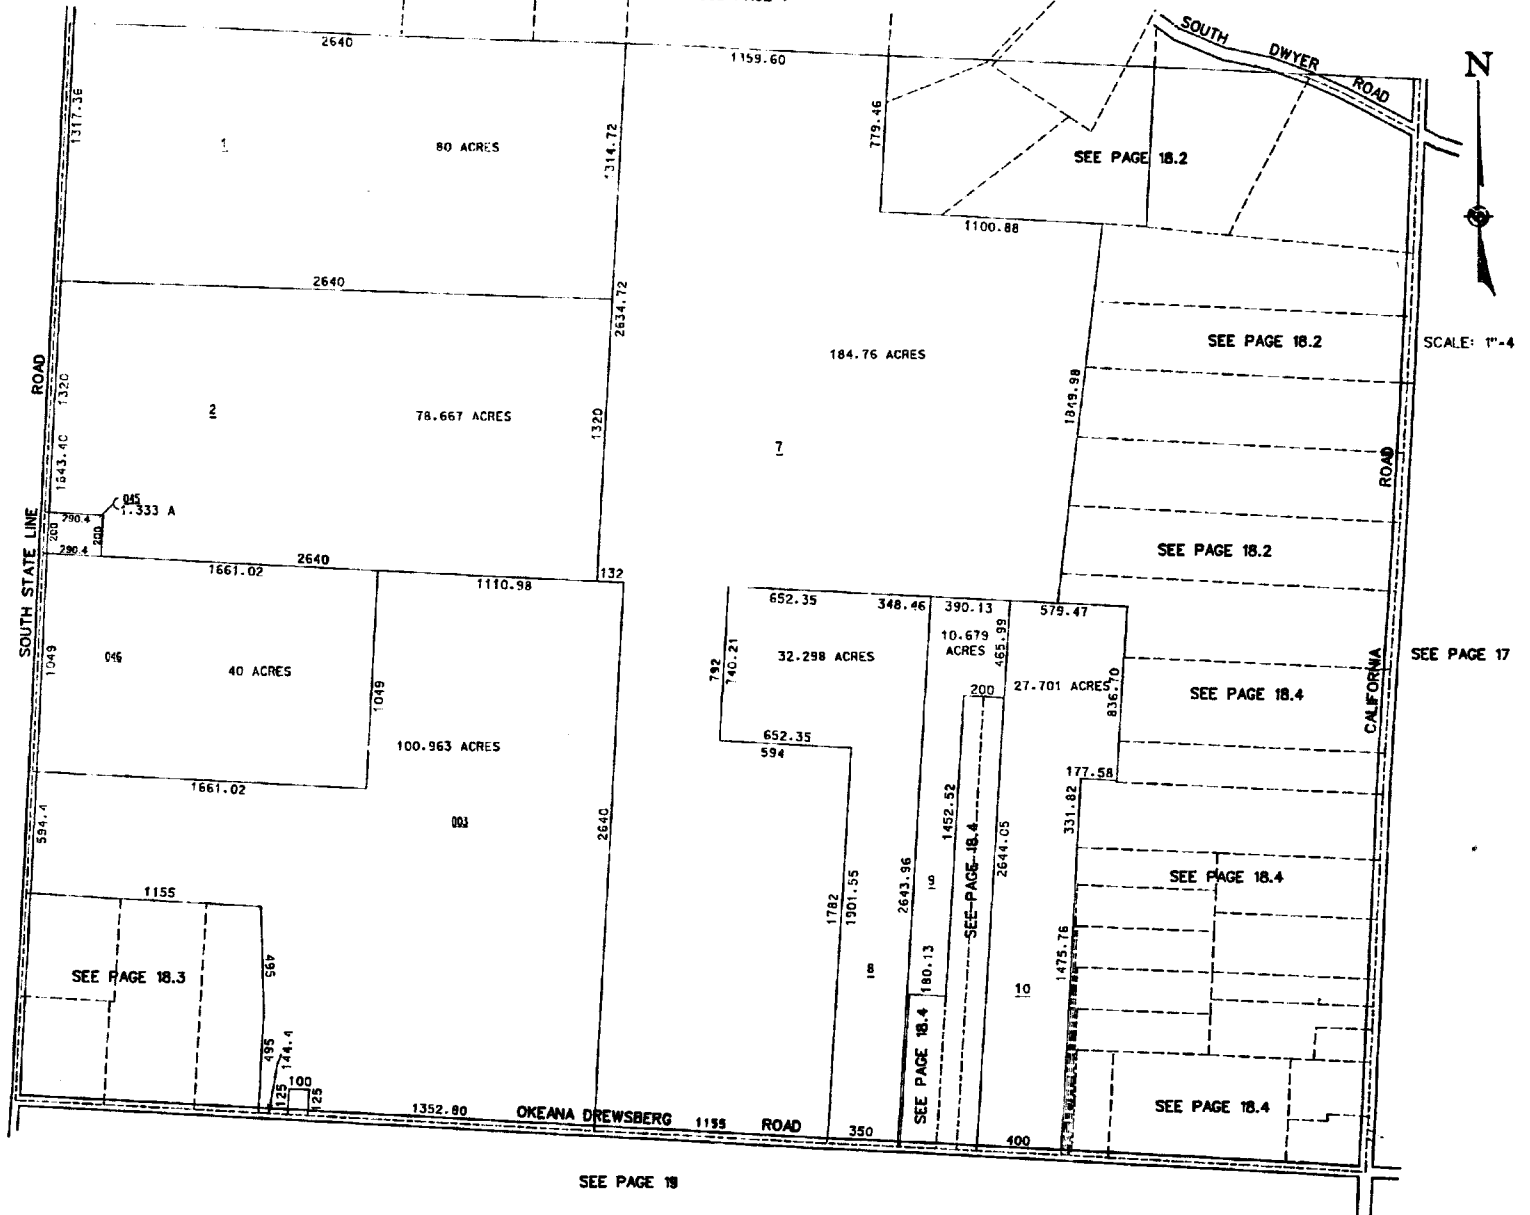 SOUTH DWYER ROAD
N
2640
1159.60
1317.36
1
80 ACRES
1314.72
779.46
SEE PAGE 18.2
1100.88
2640
2634.72
SEE PAGE 18.2
SCALE: 1"-4
184.76 ACRES
ROAD
1320
2
78.667 ACRES
1320
1849.98
7
ROAD
1643.40
045
1.333 A
290.4
200
200
290.4
SOUTH STATE LINE
2640
SEE PAGE 18.2
1661.02
1110.98
132
652.35
348.46
390.13
579.47
10.679
ACRES
465.99
046
40 ACRES
1049
1049
792
740.21
32.298 ACRES
SEE PAGE 17
CALIFORNIA
200
27.701 ACRES
836.70
SEE PAGE 18.4
100.963 ACRES
652.35
594
177.58
1661.02
594.4
003
2640
1452.52
331.82
SEE PAGE 18.4
2644.05
2643.96
9
SEE PAGE 18.4
1155
1782
1901.55
495
SEE PAGE 18.3
8
180.13
10
1475.76
495
144.4
SEE PAGE 18.4
100
125
125
1352.80
OKEANA DREWSBERG
1155
ROAD
350
400
SEE PAGE 18.4
SEE PAGE 19